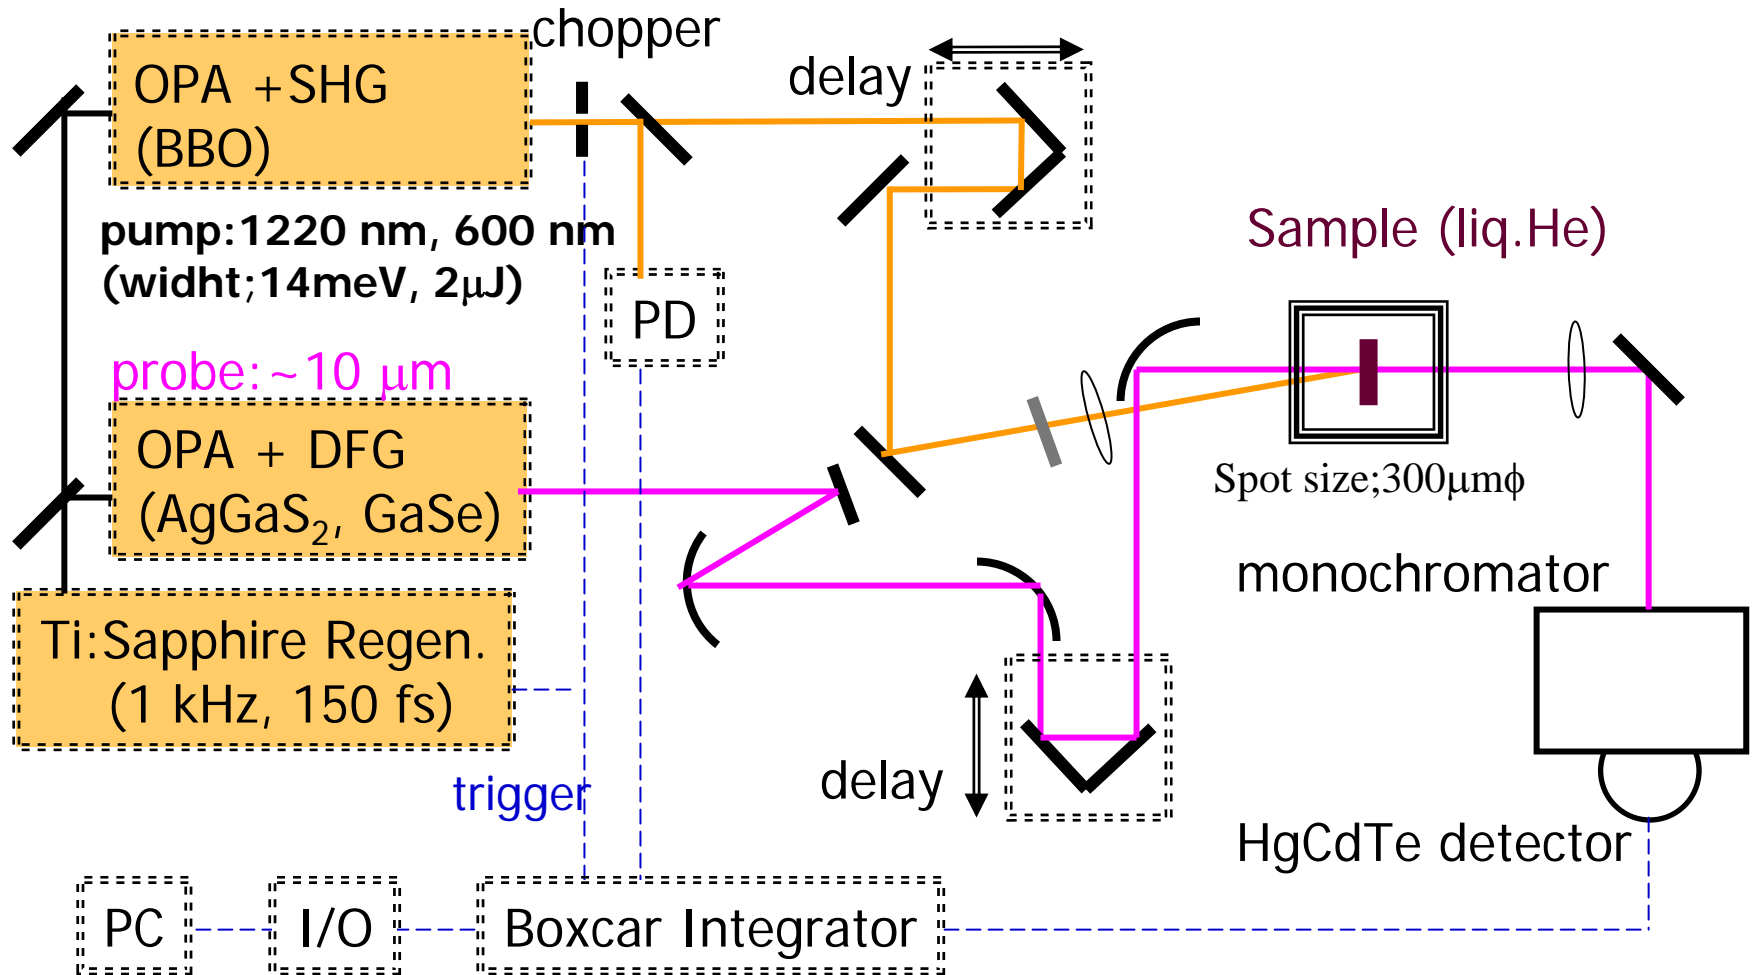 chopper
OPA +SHG
(BBO)
delay
pump:1220 nm, 600 nm
(widht;14meV, 2μJ)
Sample (liq.He)
PD
probe:~10 μm
OPA + DFG
(AgGaS₂, GaSe)
Spot size;300μmϕ
monochromator
Ti:Sapphire Regen.
(1 kHz, 150 fs)
trigger
delay
HgCdTe detector
PC
I/O
Boxcar Integrator